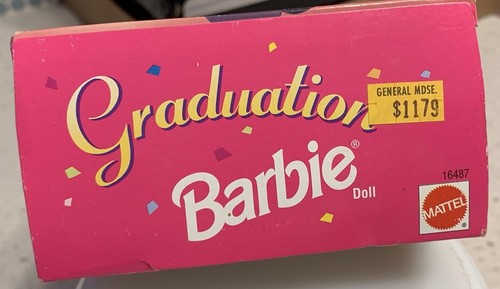 Graduation
GENERAL MDSE.
$1179
Barbie®
Doll
16487
MATTEL